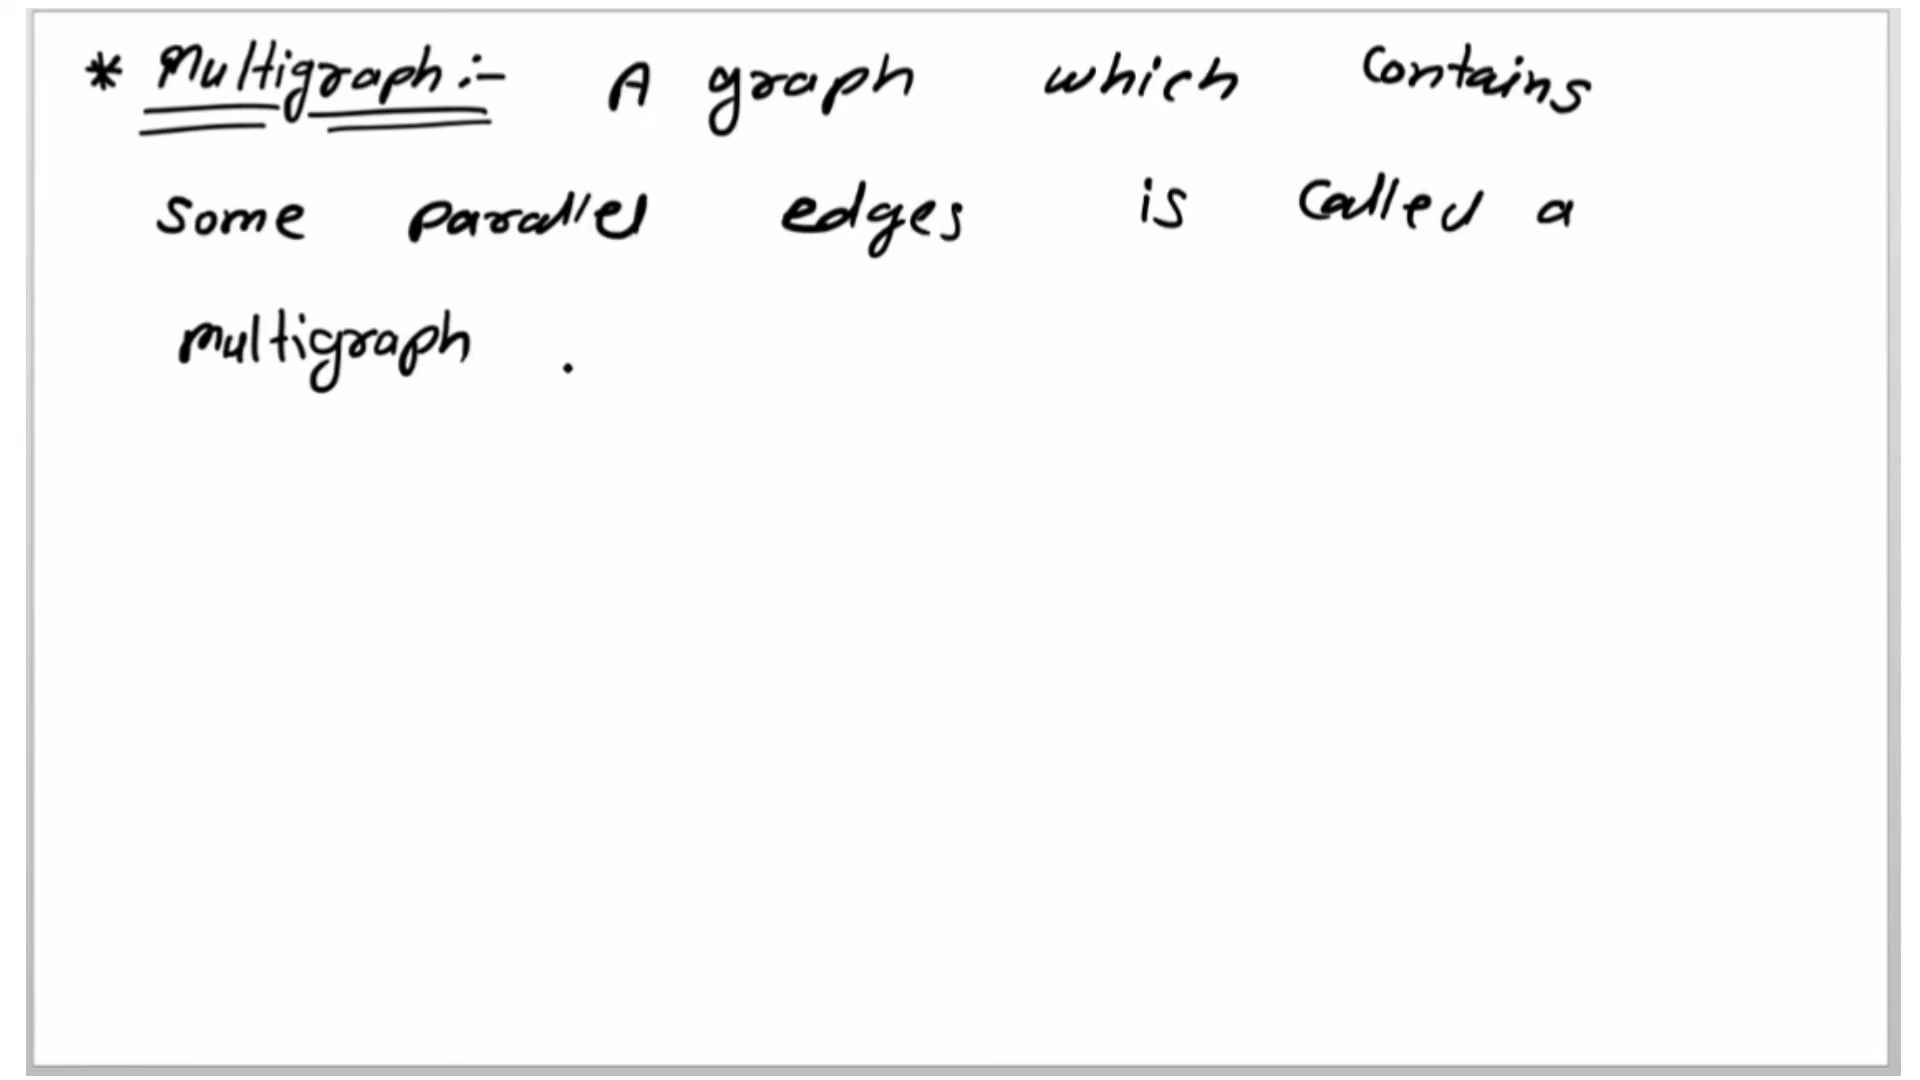 * Multigraph :- A graph which contains
some parallel edges is called a
multigraph .